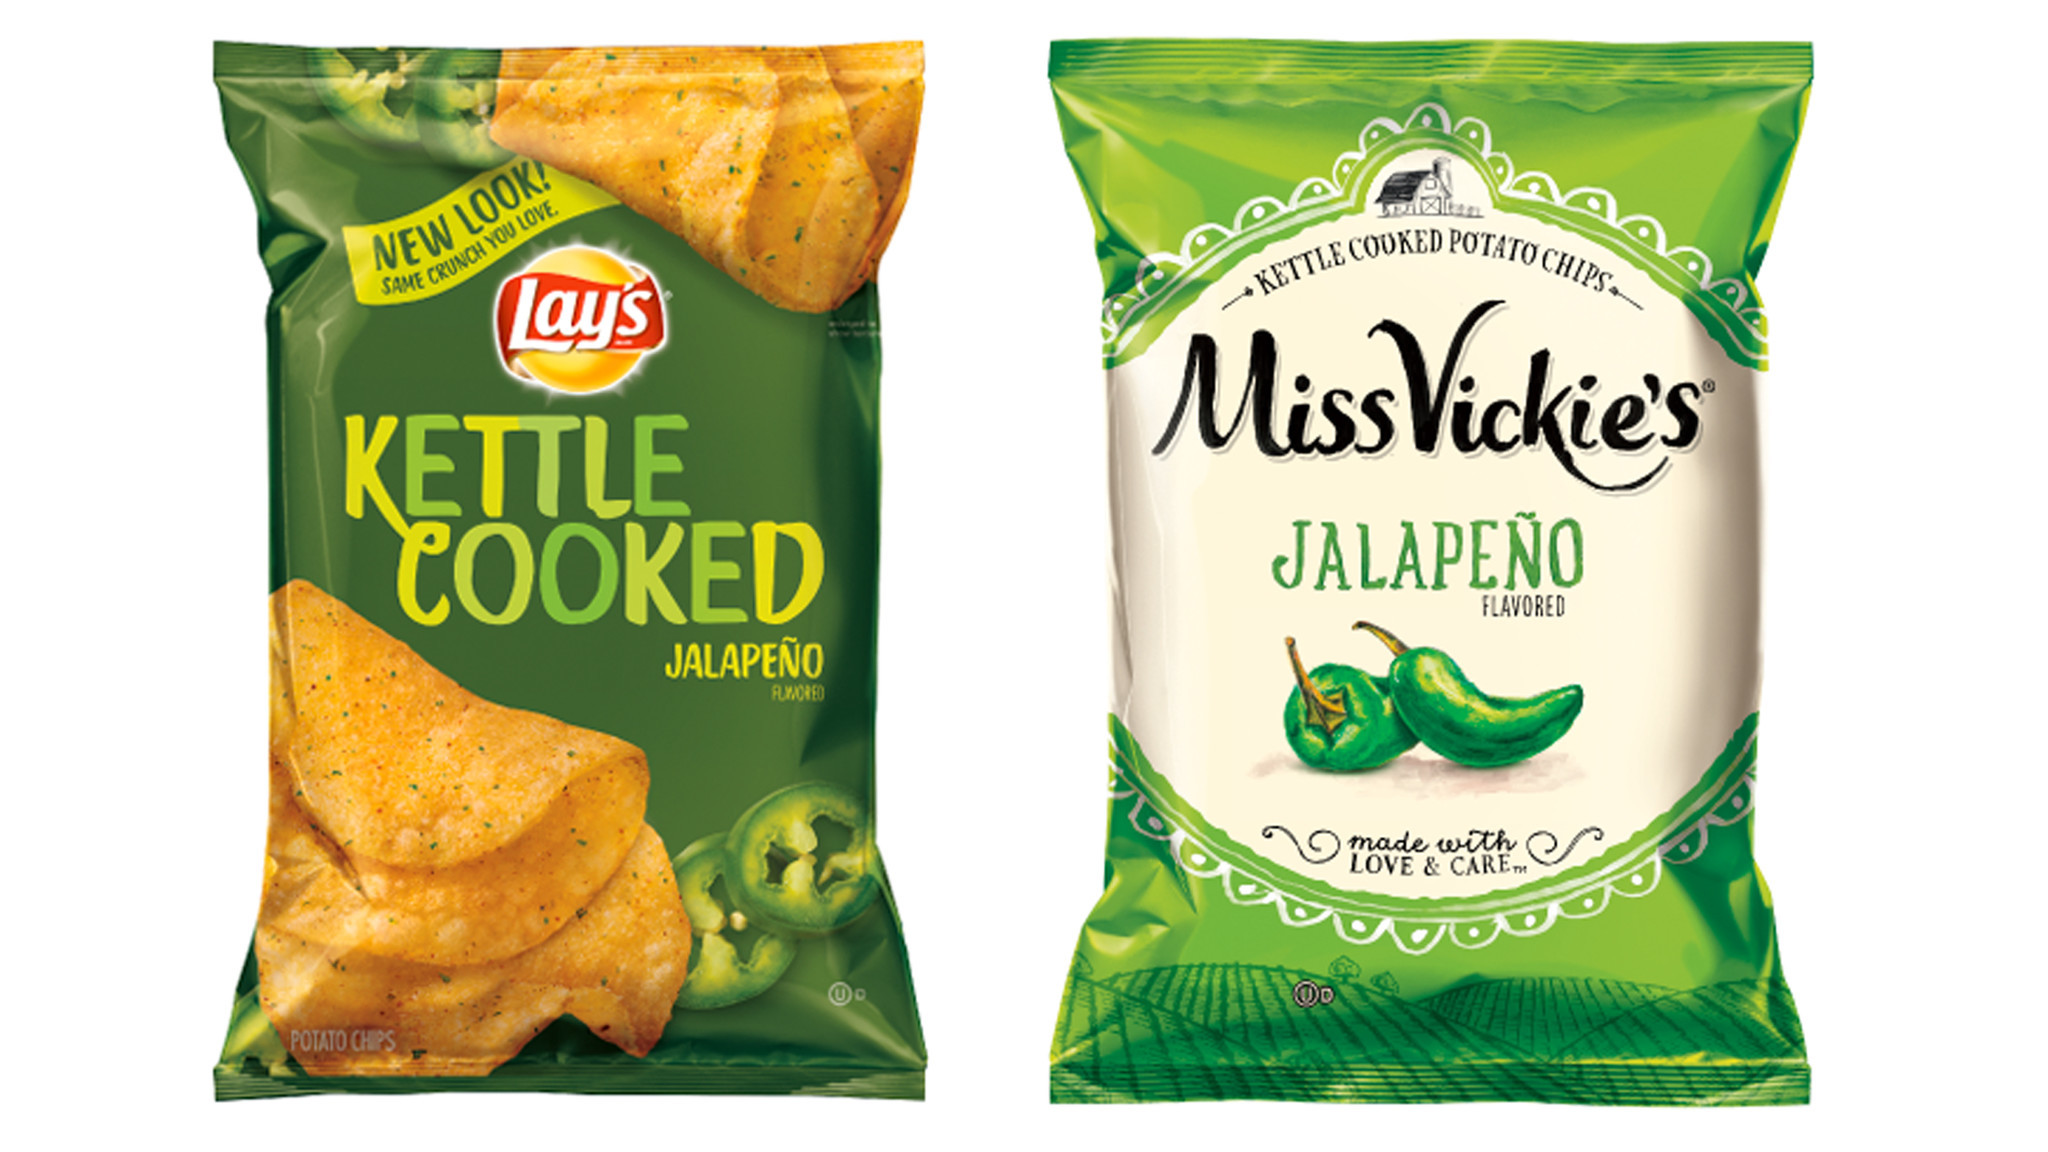 NEW LOOK!
SAME CRUNCH YOU LOVE.
Lay's
KETTLE
COOKED
JALAPEÑO
FLAVORED
U D
POTATO CHIPS
KETTLE COOKED POTATO CHIPS
Miss Vickie's®
JALAPEÑO
FLAVORED
made with
LOVE & CARE™
U D